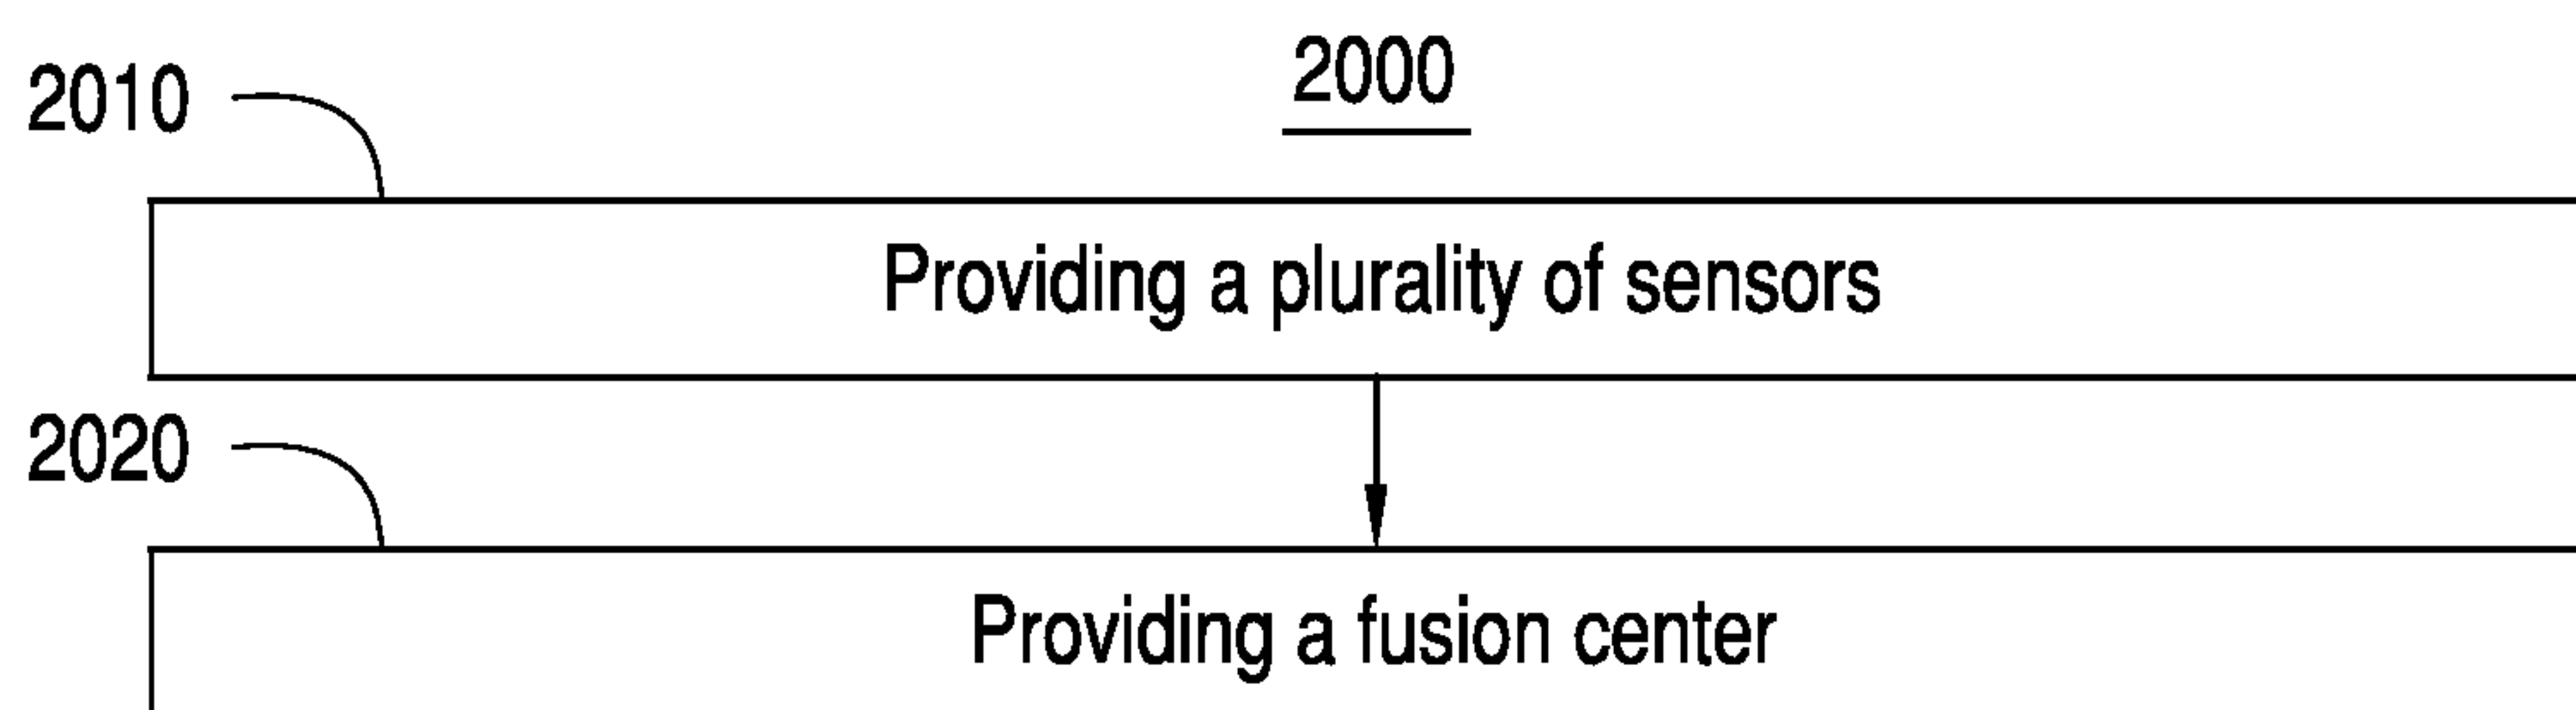 2000
2010
Providing a plurality of sensors
2020
Providing a fusion center